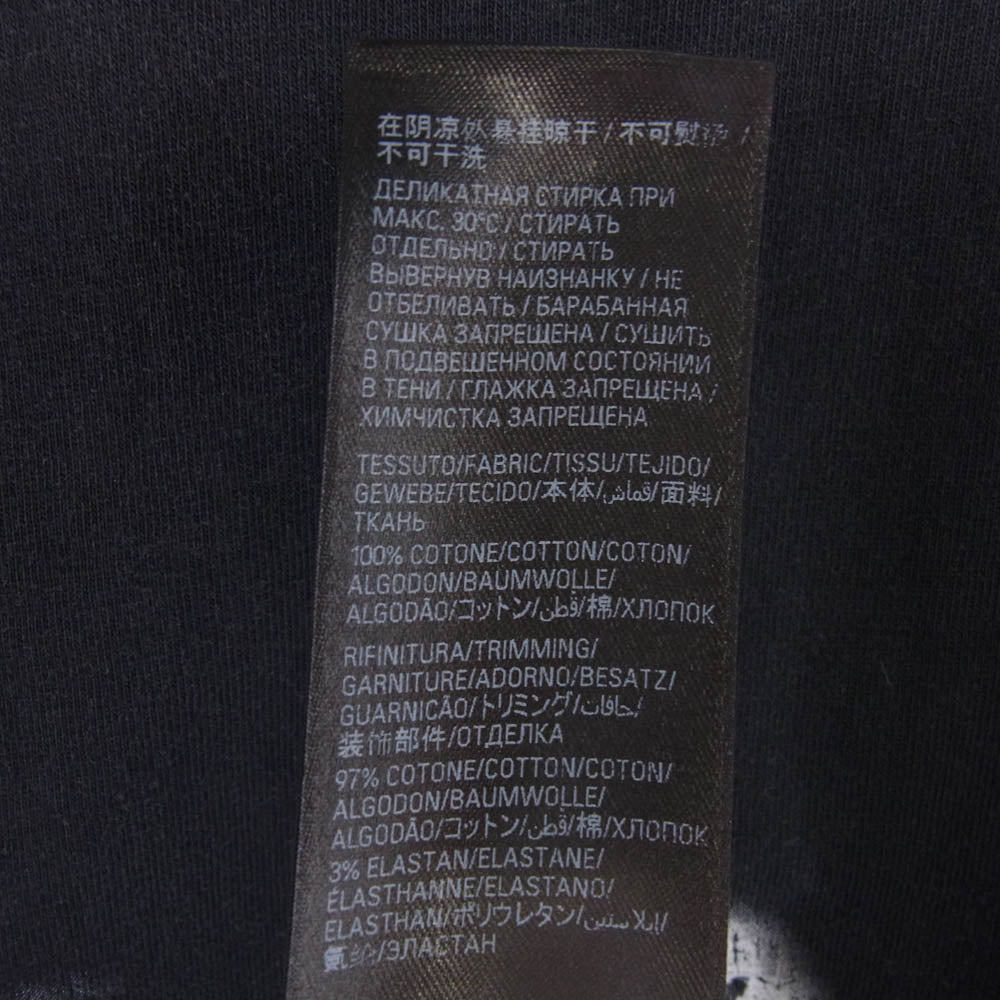 在阴凉处悬挂晾干 / 不可熨烫 /
不可干洗
ДЕЛИКАТНАЯ СТИРКА ПРИ
МАКС. 30°C / СТИРАТЬ
ОТДЕЛЬНО / СТИРАТЬ
ВЫВЕРНУВ НАИЗНАНКУ / НЕ
ОТБЕЛИВАТЬ / БАРАБАННАЯ
СУШКА ЗАПРЕЩЕНА / СУШИТЬ
В ПОДВЕШЕННОМ СОСТОЯНИИ
В ТЕНИ / ГЛАЖКА ЗАПРЕЩЕНА /
ХИМЧИСТКА ЗАПРЕЩЕНА
TESSUTO/FABRIC/TISSU/TEJIDO/
GEWEBE/TECIDO/本体/قماش/面料/
ТКАНЬ
100% COTONE/COTTON/COTON/
ALGODON/BAUMWOLLE/
ALGODÃO/コットン/قطن/棉/ХЛОПОК
RIFINITURA/TRIMMING/
GARNITURE/ADORNO/BESATZ/
GUARNICÃO/トリミング/حافات/
装饰部件/ОТДЕЛКА
97% COTONE/COTTON/COTON/
ALGODON/BAUMWOLLE/
ALGODÃO/コットン/قطن/棉/ХЛОПОК
3% ELASTAN/ELASTANE/
ÉLASTHANNE/ELASTANO/
ELASTHAN/ポリウレタン/إيلاستين/
氨纶/ЭЛАСТАН